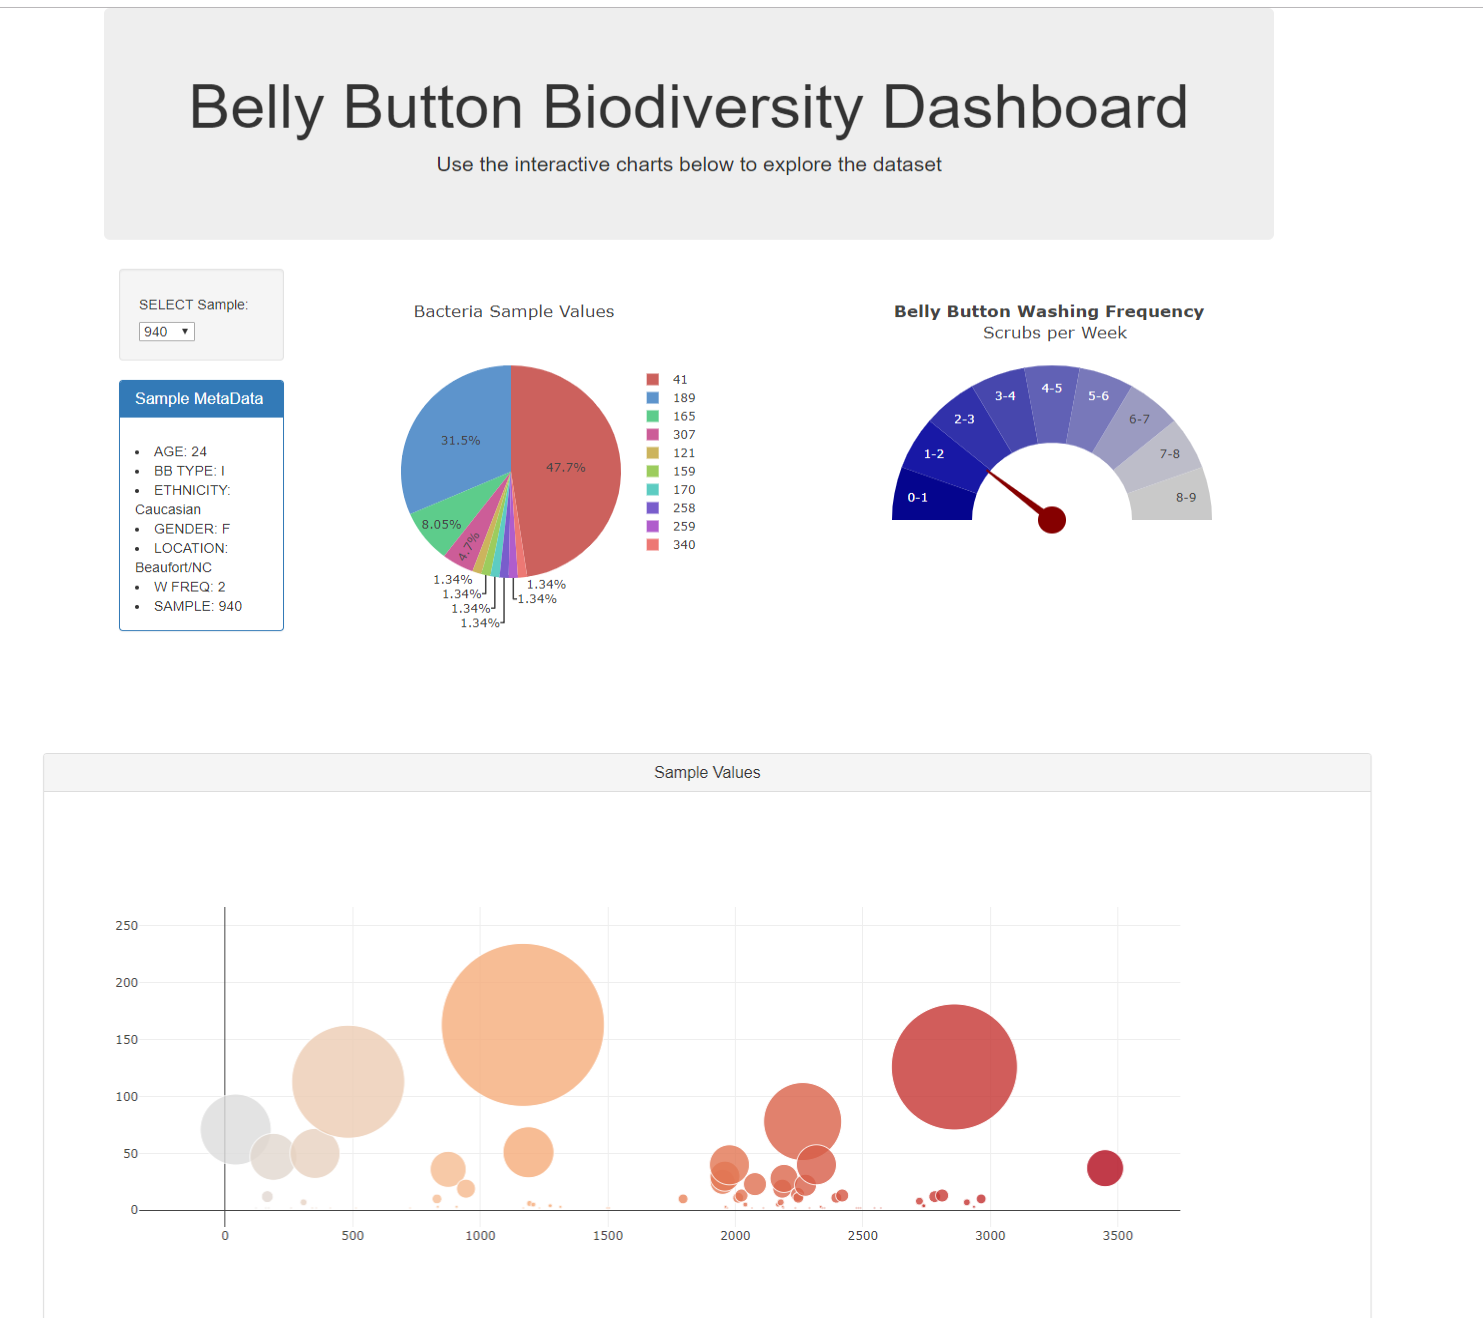 Belly Button Biodiversity Dashboard
Use the interactive charts below to explore the dataset
SELECT Sample:
940
Sample MetaData
AGE: 24
BB TYPE: I
ETHNICITY:
Caucasian
GENDER: F
LOCATION:
Beaufort/NC
W FREQ: 2
SAMPLE: 940
Bacteria Sample Values
31.5%
47.7%
8.05%
4.7%
1.34%
1.34%
1.34%
1.34%
1.34%
1.34%
41
189
165
307
121
159
170
258
259
340
Belly Button Washing Frequency
Scrubs per Week
0-1
1-2
2-3
3-4
4-5
5-6
6-7
7-8
8-9
Sample Values
250
200
150
100
50
0
0
500
1000
1500
2000
2500
3000
3500